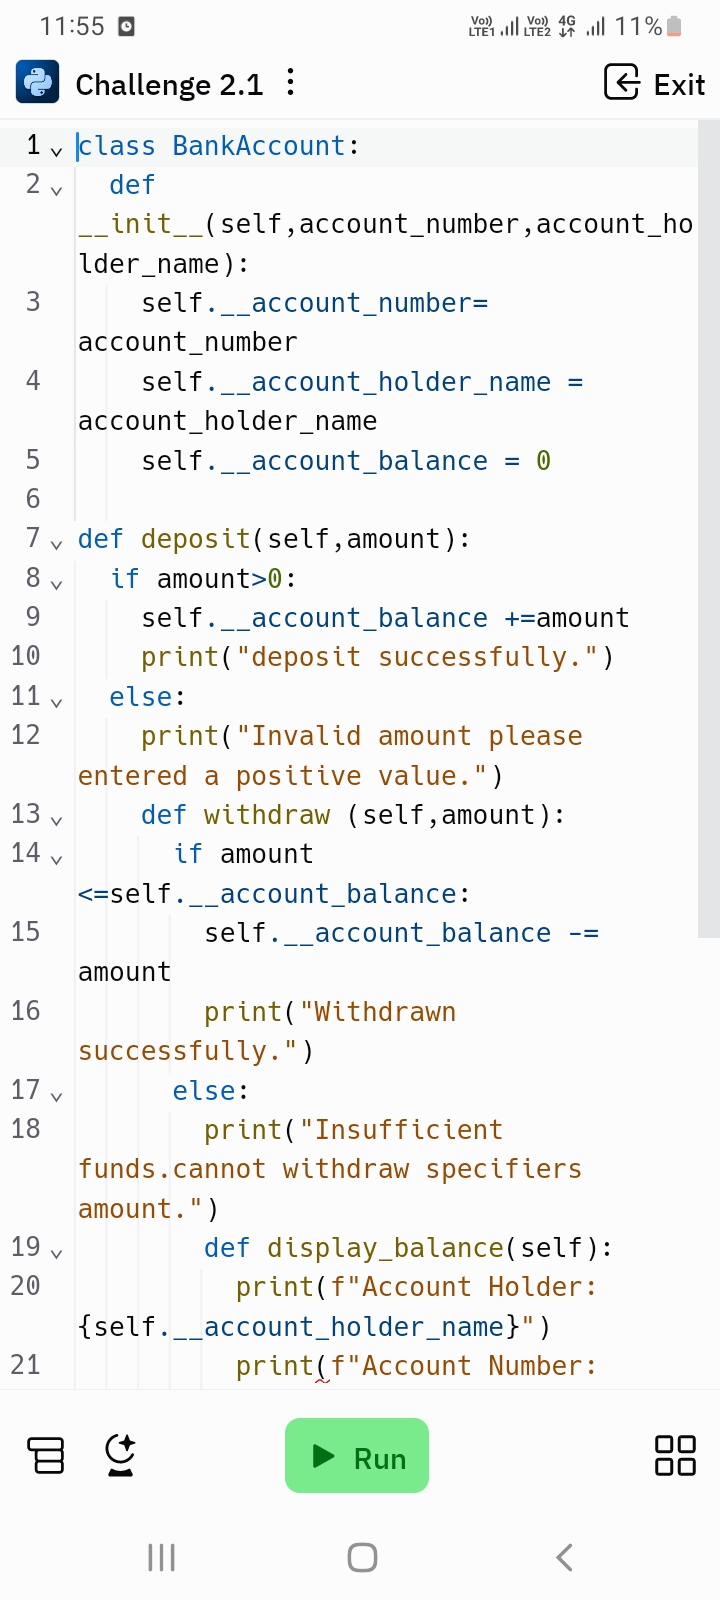 11:55 Vo)) LTE1 Vo)) LTE2 4G 11%
Challenge 2.1 Exit
1 class BankAccount:
2 def
__init__(self,account_number,account_ho
lder_name):
3 self.__account_number=
account_number
4 self.__account_holder_name =
account_holder_name
5 self.__account_balance = 0
6
7 def deposit(self,amount):
8 if amount>0:
9 self.__account_balance +=amount
10 print("deposit successfully.")
11 else:
12 print("Invalid amount please
entered a positive value.")
13 def withdraw (self,amount):
14 if amount
<=self.__account_balance:
15 self.__account_balance -=
amount
16 print("Withdrawn
successfully.")
17 else:
18 print("Insufficient
funds.cannot withdraw specifiers
amount.")
19 def display_balance(self):
20 print(f"Account Holder:
{self.__account_holder_name}")
21 print(f"Account Number:
Run